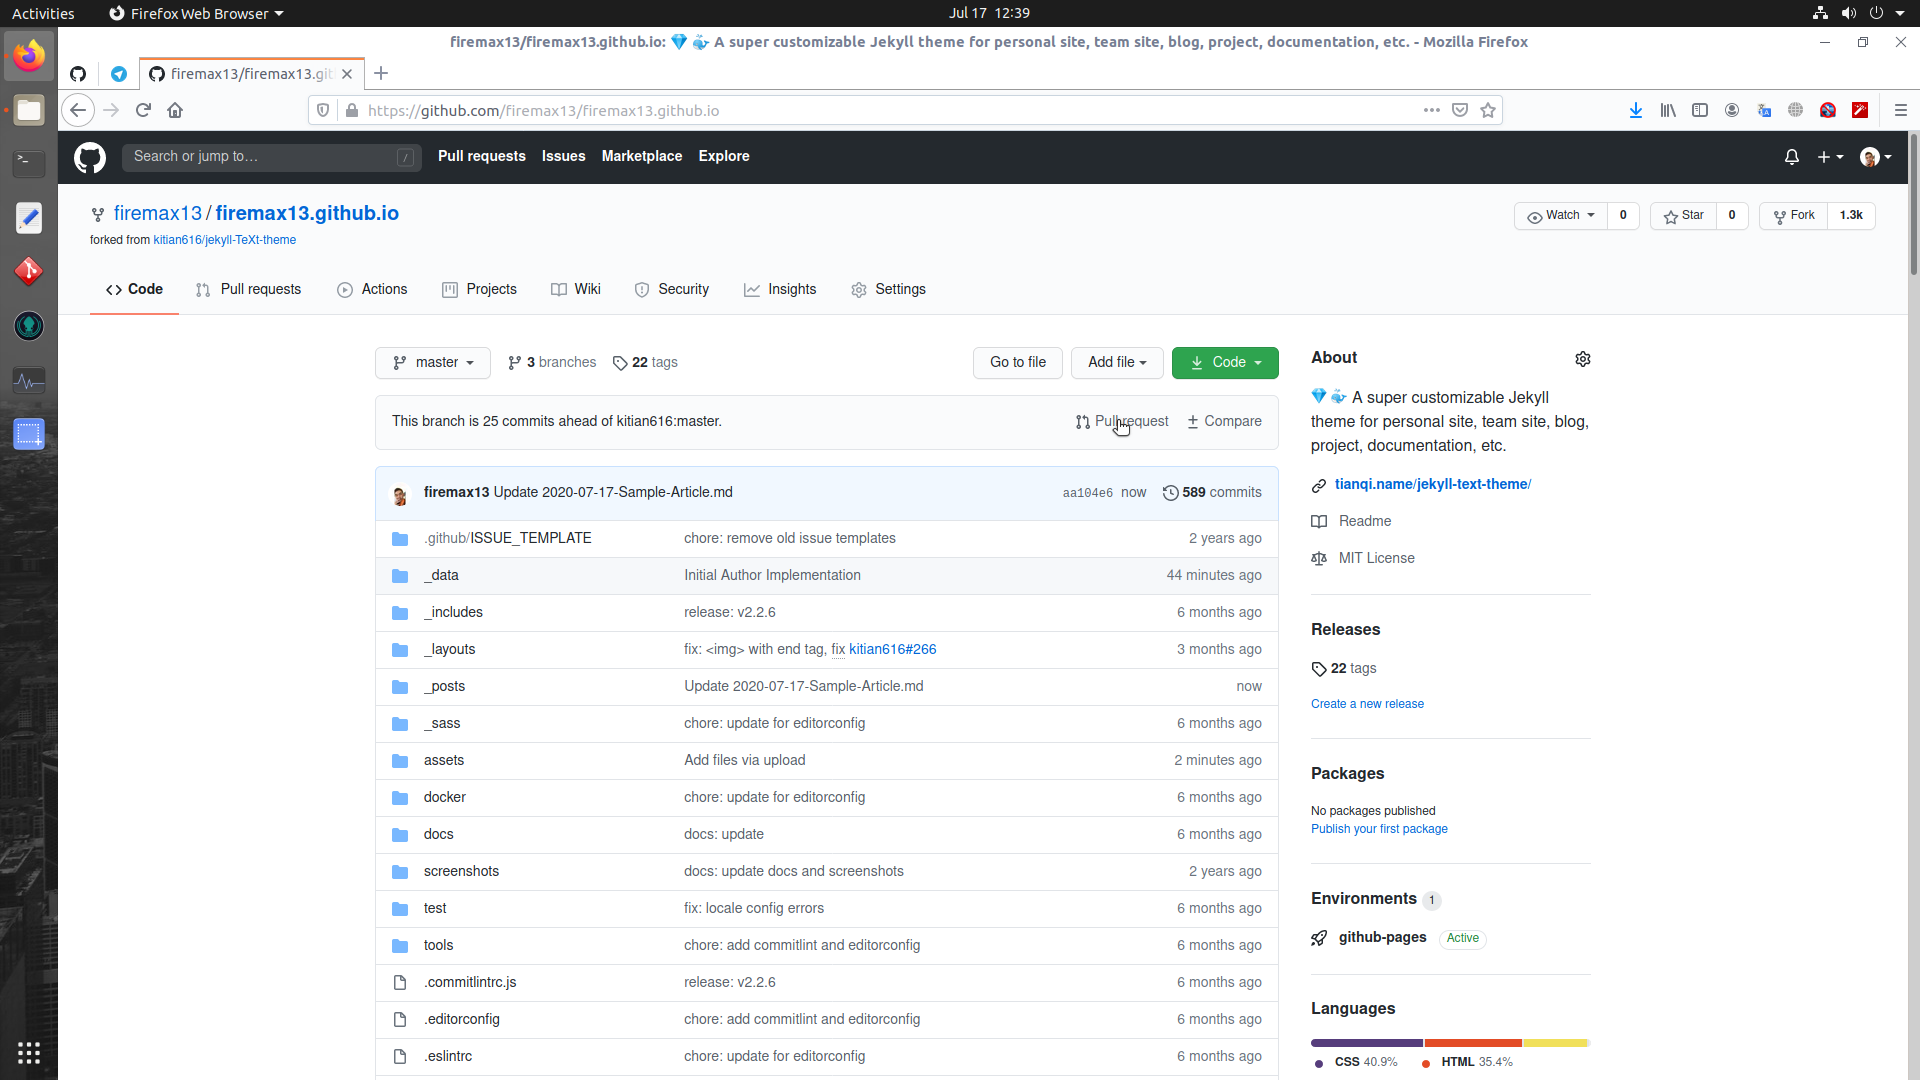 Activities
Firefox Web Browser
Jul 17 12:39
firemax13/firemax13.github.io: 💎 🐳 A super customizable Jekyll theme for personal site, team site, blog, project, documentation, etc. - Mozilla Firefox
firemax13/firemax13.git
https://github.com/firemax13/firemax13.github.io
Search or jump to… /
Pull requests
Issues
Marketplace
Explore
firemax13 / firemax13.github.io
forked from kitian616/jekyll-TeXt-theme
Watch 0
Star 0
Fork 1.3k
Code
Pull requests
Actions
Projects
Wiki
Security
Insights
Settings
master
3 branches
22 tags
Go to file
Add file
Code
This branch is 25 commits ahead of kitian616:master.
Pull request
Compare
firemax13 Update 2020-07-17-Sample-Article.md
aa104e6 now
589 commits
.github/ISSUE_TEMPLATE chore: remove old issue templates 2 years ago
_data Initial Author Implementation 44 minutes ago
_includes release: v2.2.6 6 months ago
_layouts fix: <img> with end tag, fix kitian616#266 3 months ago
_posts Update 2020-07-17-Sample-Article.md now
_sass chore: update for editorconfig 6 months ago
assets Add files via upload 2 minutes ago
docker chore: update for editorconfig 6 months ago
docs docs: update 6 months ago
screenshots docs: update docs and screenshots 2 years ago
test fix: locale config errors 6 months ago
tools chore: add commitlint and editorconfig 6 months ago
.commitlintrc.js release: v2.2.6 6 months ago
.editorconfig chore: add commitlint and editorconfig 6 months ago
.eslintrc chore: update for editorconfig 6 months ago
About
💎 🐳 A super customizable Jekyll
theme for personal site, team site, blog,
project, documentation, etc.
tianqi.name/jekyll-text-theme/
Readme
MIT License
Releases
22 tags
Create a new release
Packages
No packages published
Publish your first package
Environments 1
github-pages Active
Languages
CSS 40.9%
HTML 35.4%